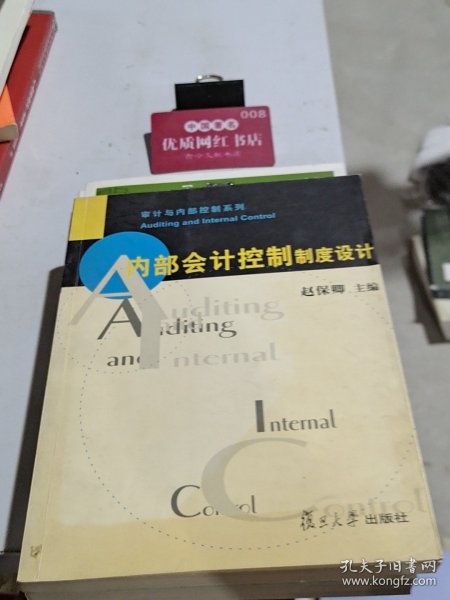 008
中国著名
优质网红书店
审计与内部控制系列
Auditing and Internal Control
内部会计控制制度设计
赵保卿 主编
Auditing
Auditing
and Internal
Internal
Control
Control
復旦大學 出版社
孔夫子旧书网
www.kongfz.com